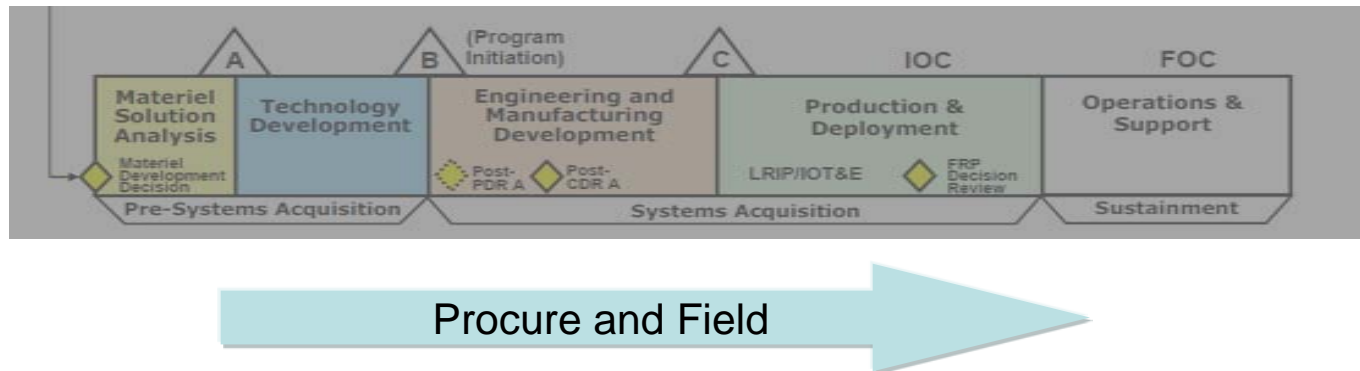 (Program
Initiation)
A
B
C
IOC
FOC
Materiel
Solution
Analysis
Technology
Development
Engineering and
Manufacturing
Development
Production &
Deployment
Operations &
Support
Materiel
Development
Decision
Post-
PDR A
Post-
CDR A
LRIP/IOT&E
FRP
Decision
Review
Pre-Systems Acquisition
Systems Acquisition
Sustainment
Procure and Field